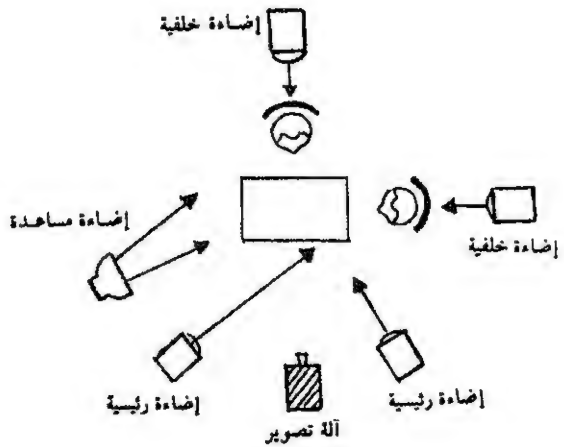 إضاءة خلفية
إضاءة مساعدة
إضاءة خلفية
إضاءة رئيسية
إضاءة رئيسية
آلة تصوير